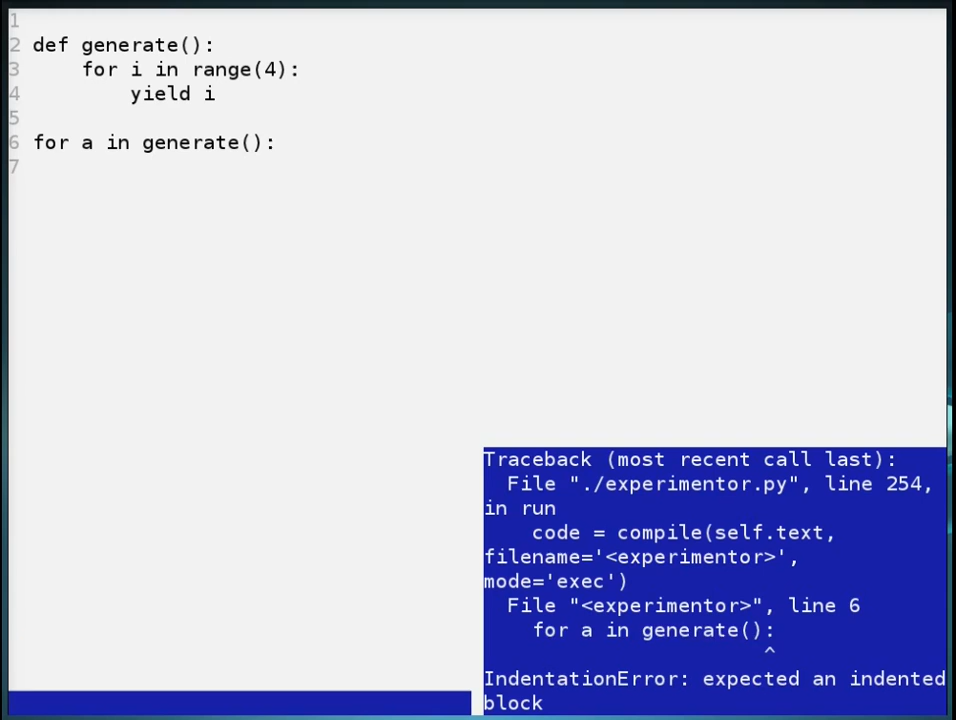 1
2 def generate():
3     for i in range(4):
4         yield i
5
6 for a in generate():
7
Traceback (most recent call last):
  File "./experimentor.py", line 254,
in run
    code = compile(self.text,
filename='<experimentor>',
mode='exec')
  File "<experimentor>", line 6
    for a in generate():
                       ^
IndentationError: expected an indented
block